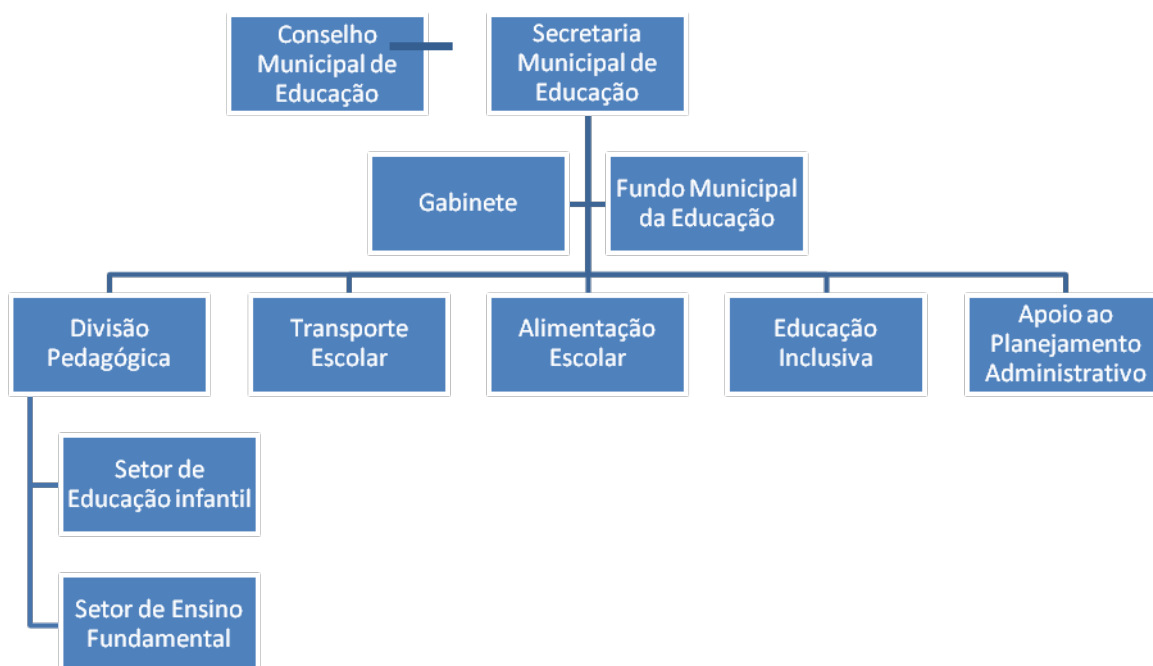 Conselho
Municipal de
Educação
Secretaria
Municipal de
Educação
Gabinete
Fundo Municipal
da Educação
Divisão
Pedagógica
Transporte
Escolar
Alimentação
Escolar
Educação
Inclusiva
Apoio ao
Planejamento
Administrativo
Setor de
Educação infantil
Setor de Ensino
Fundamental